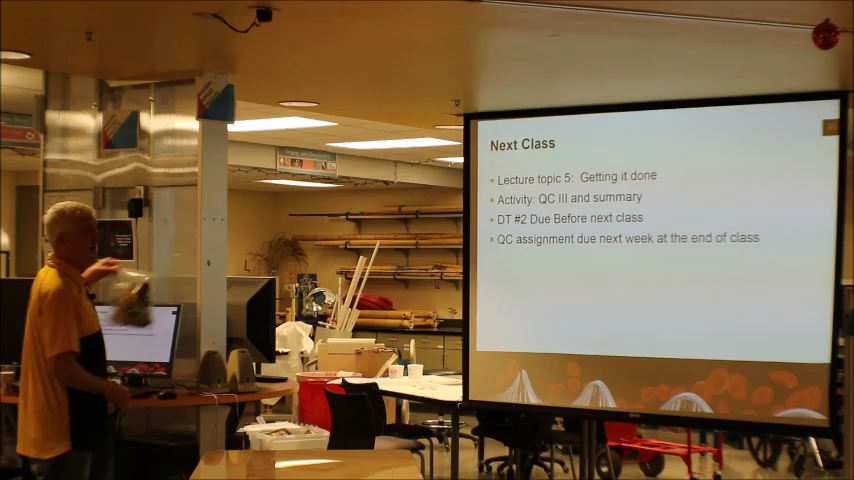 Next Class
Lecture topic 5: Getting it done
Activity: QC III and summary
DT #2 Due Before next class
QC assignment due next week at the end of class